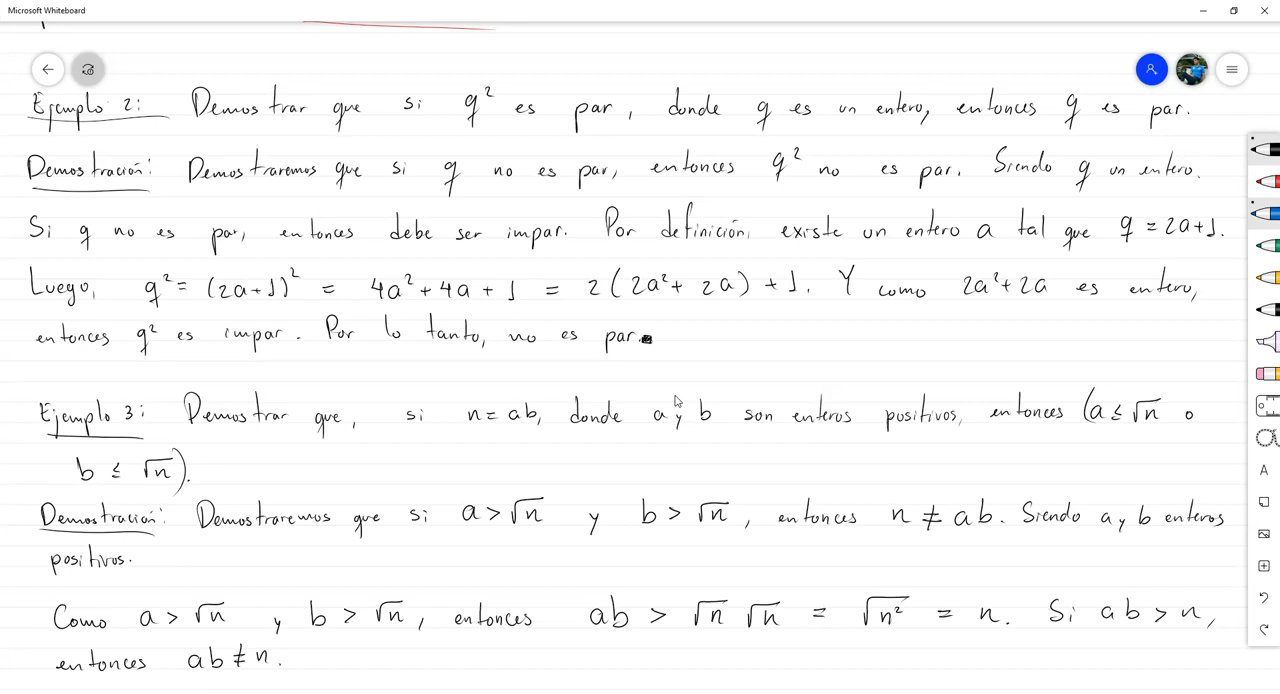 Microsoft Whiteboard
Ejemplo 2: Demostrar que si q² es par, donde q es un entero, entonces q es par.
Demostración: Demostraremos que si q no es par, entonces q² no es par. Siendo q un entero.
Si q no es par, entonces debe ser impar. Por definición, existe un entero a tal que q = 2a+1.
Luego, q² = (2a+1)² = 4a² + 4a + 1 = 2(2a² + 2a) + 1. Y como 2a² + 2a es entero,
entonces q² es impar. Por lo tanto, no es par.
Ejemplo 3: Demostrar que, si n = ab, donde a y b son enteros positivos, entonces (a ≤ √n o
b ≤ √n).
Demostración: Demostraremos que si a > √n y b > √n, entonces n ≠ ab. Siendo a y b enteros
positivos.
Como a > √n y b > √n, entonces ab > √n √n = √n² = n. Si ab > n,
entonces ab ≠ n.